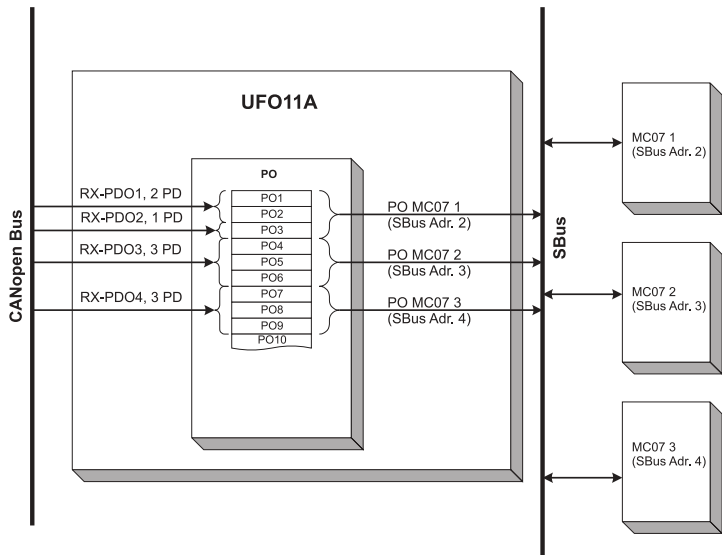 UFO11A
PO
RX-PDO1, 2 PD
RX-PDO2, 1 PD
RX-PDO3, 3 PD
RX-PDO4, 3 PD
PO1
PO2
PO3
PO4
PO5
PO6
PO7
PO8
PO9
PO10
PO MC07 1
(SBus Adr. 2)
PO MC07 2
(SBus Adr. 3)
PO MC07 3
(SBus Adr. 4)
CANopen Bus
SBus
MC07 1
(SBus Adr. 2)
MC07 2
(SBus Adr. 3)
MC07 3
(SBus Adr. 4)